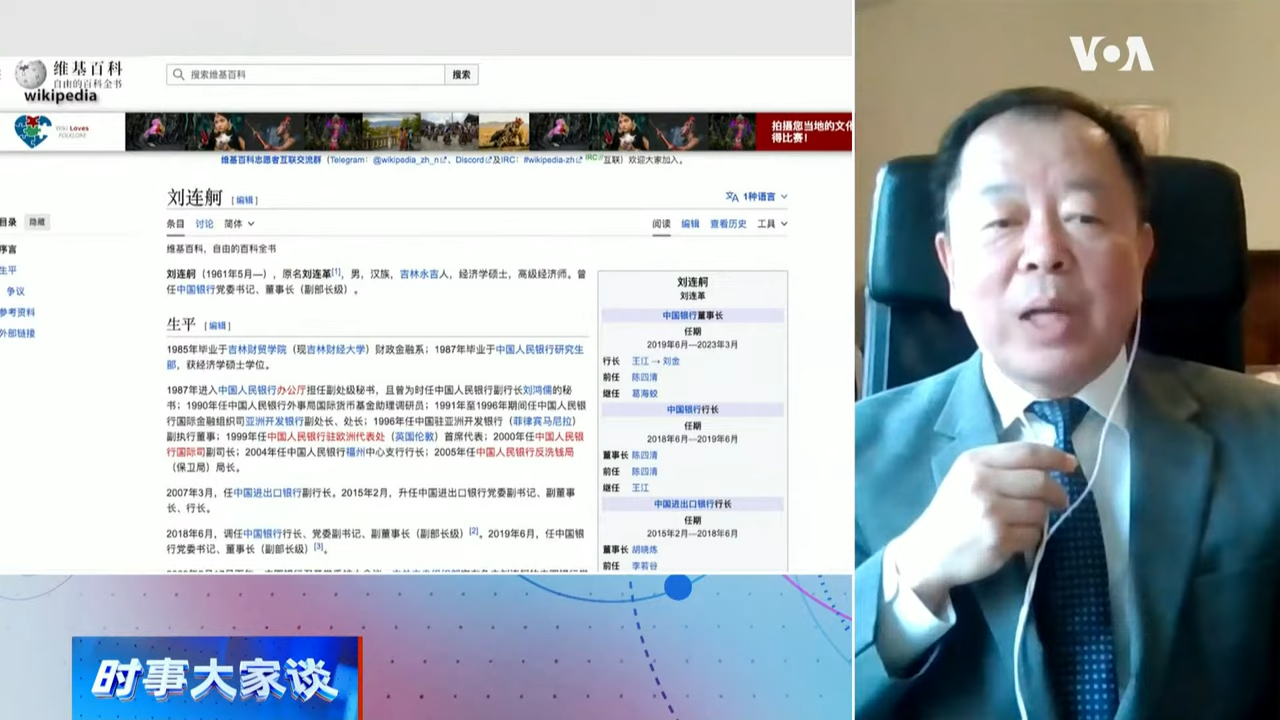 维基百科
自由的百科全书
wikipedia
搜索维基百科
搜索
Wiki Loves
FOLKLORE
拍摄您当地的文化
得比赛！
维基百科志愿者互联交流群（Telegram：@wikipedia_zh_n、Discord及IRC：#wikipedia-zh IRC 互联）欢迎大家加入。
刘连舸 [编辑]
1种语言
目录 隐藏
条目 讨论 简体
阅读 编辑 查看历史 工具
序言
生平
争议
参考资料
外部链接
维基百科，自由的百科全书
刘连舸（1961年5月—），原名刘连革[1]，男，汉族，吉林永吉人，经济学硕士，高级经济师。曾
任中国银行党委书记、董事长（副部长级）。
生平 [编辑]
1985年毕业于吉林财贸学院（现吉林财经大学）财政金融系；1987年毕业于中国人民银行研究生
部，获经济学硕士学位。
1987年进入中国人民银行办公厅担任副处级秘书，且曾为时任中国人民银行副行长刘鸿儒的秘
书；1990年任中国人民银行外事局国际货币基金助理调研员；1991年至1996年期间任中国人民银
行国际金融组织司亚洲开发银行副处长、处长；1996年任中国驻亚洲开发银行（菲律宾马尼拉）
副执行董事；1999年任中国人民银行驻欧洲代表处（英国伦敦）首席代表；2000年任中国人民银
行国际司副司长；2004年任中国人民银行福州中心支行行长；2005年任中国人民银行反洗钱局
（保卫局）局长。
2007年3月，任中国进出口银行副行长。2015年2月，升任中国进出口银行党委副书记、副董事
长、行长。
2018年6月，调任中国银行行长、党委副书记、副董事长（副部长级）[2]。2019年6月，任中国银
行党委书记、董事长（副部长级）[3]。
刘连舸
刘连革
中国银行董事长
任期
2019年6月—2023年3月
行长 王江 → 刘金
前任 陈四清
继任 葛海蛟
中国银行行长
任期
2018年6月—2019年6月
董事长 陈四清
前任 陈四清
继任 王江
中国进出口银行行长
任期
2015年2月—2018年6月
董事长 胡晓炼
前任 李若谷
VOA
时事大家谈